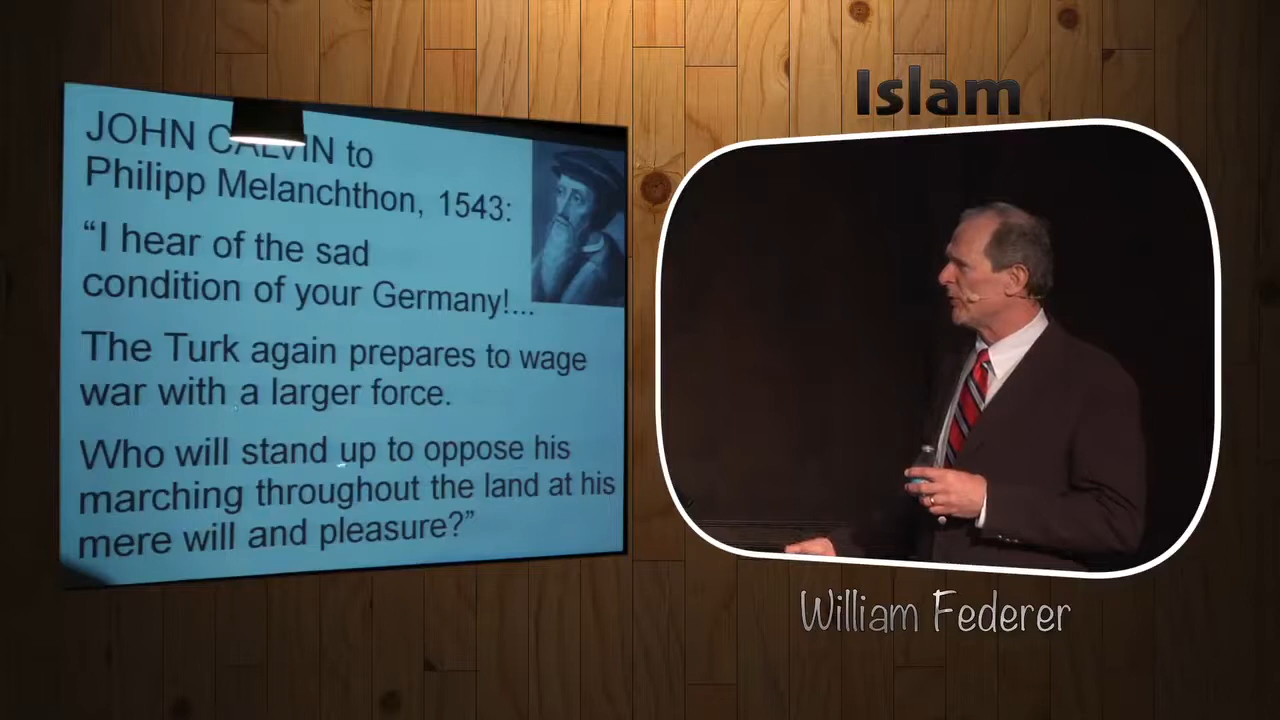 JOHN CALVIN to
Philipp Melanchthon, 1543:
“I hear of the sad
condition of your Germany!...
The Turk again prepares to wage
war with a larger force.
Who will stand up to oppose his
marching throughout the land at his
mere will and pleasure?”
Islam
William Federer